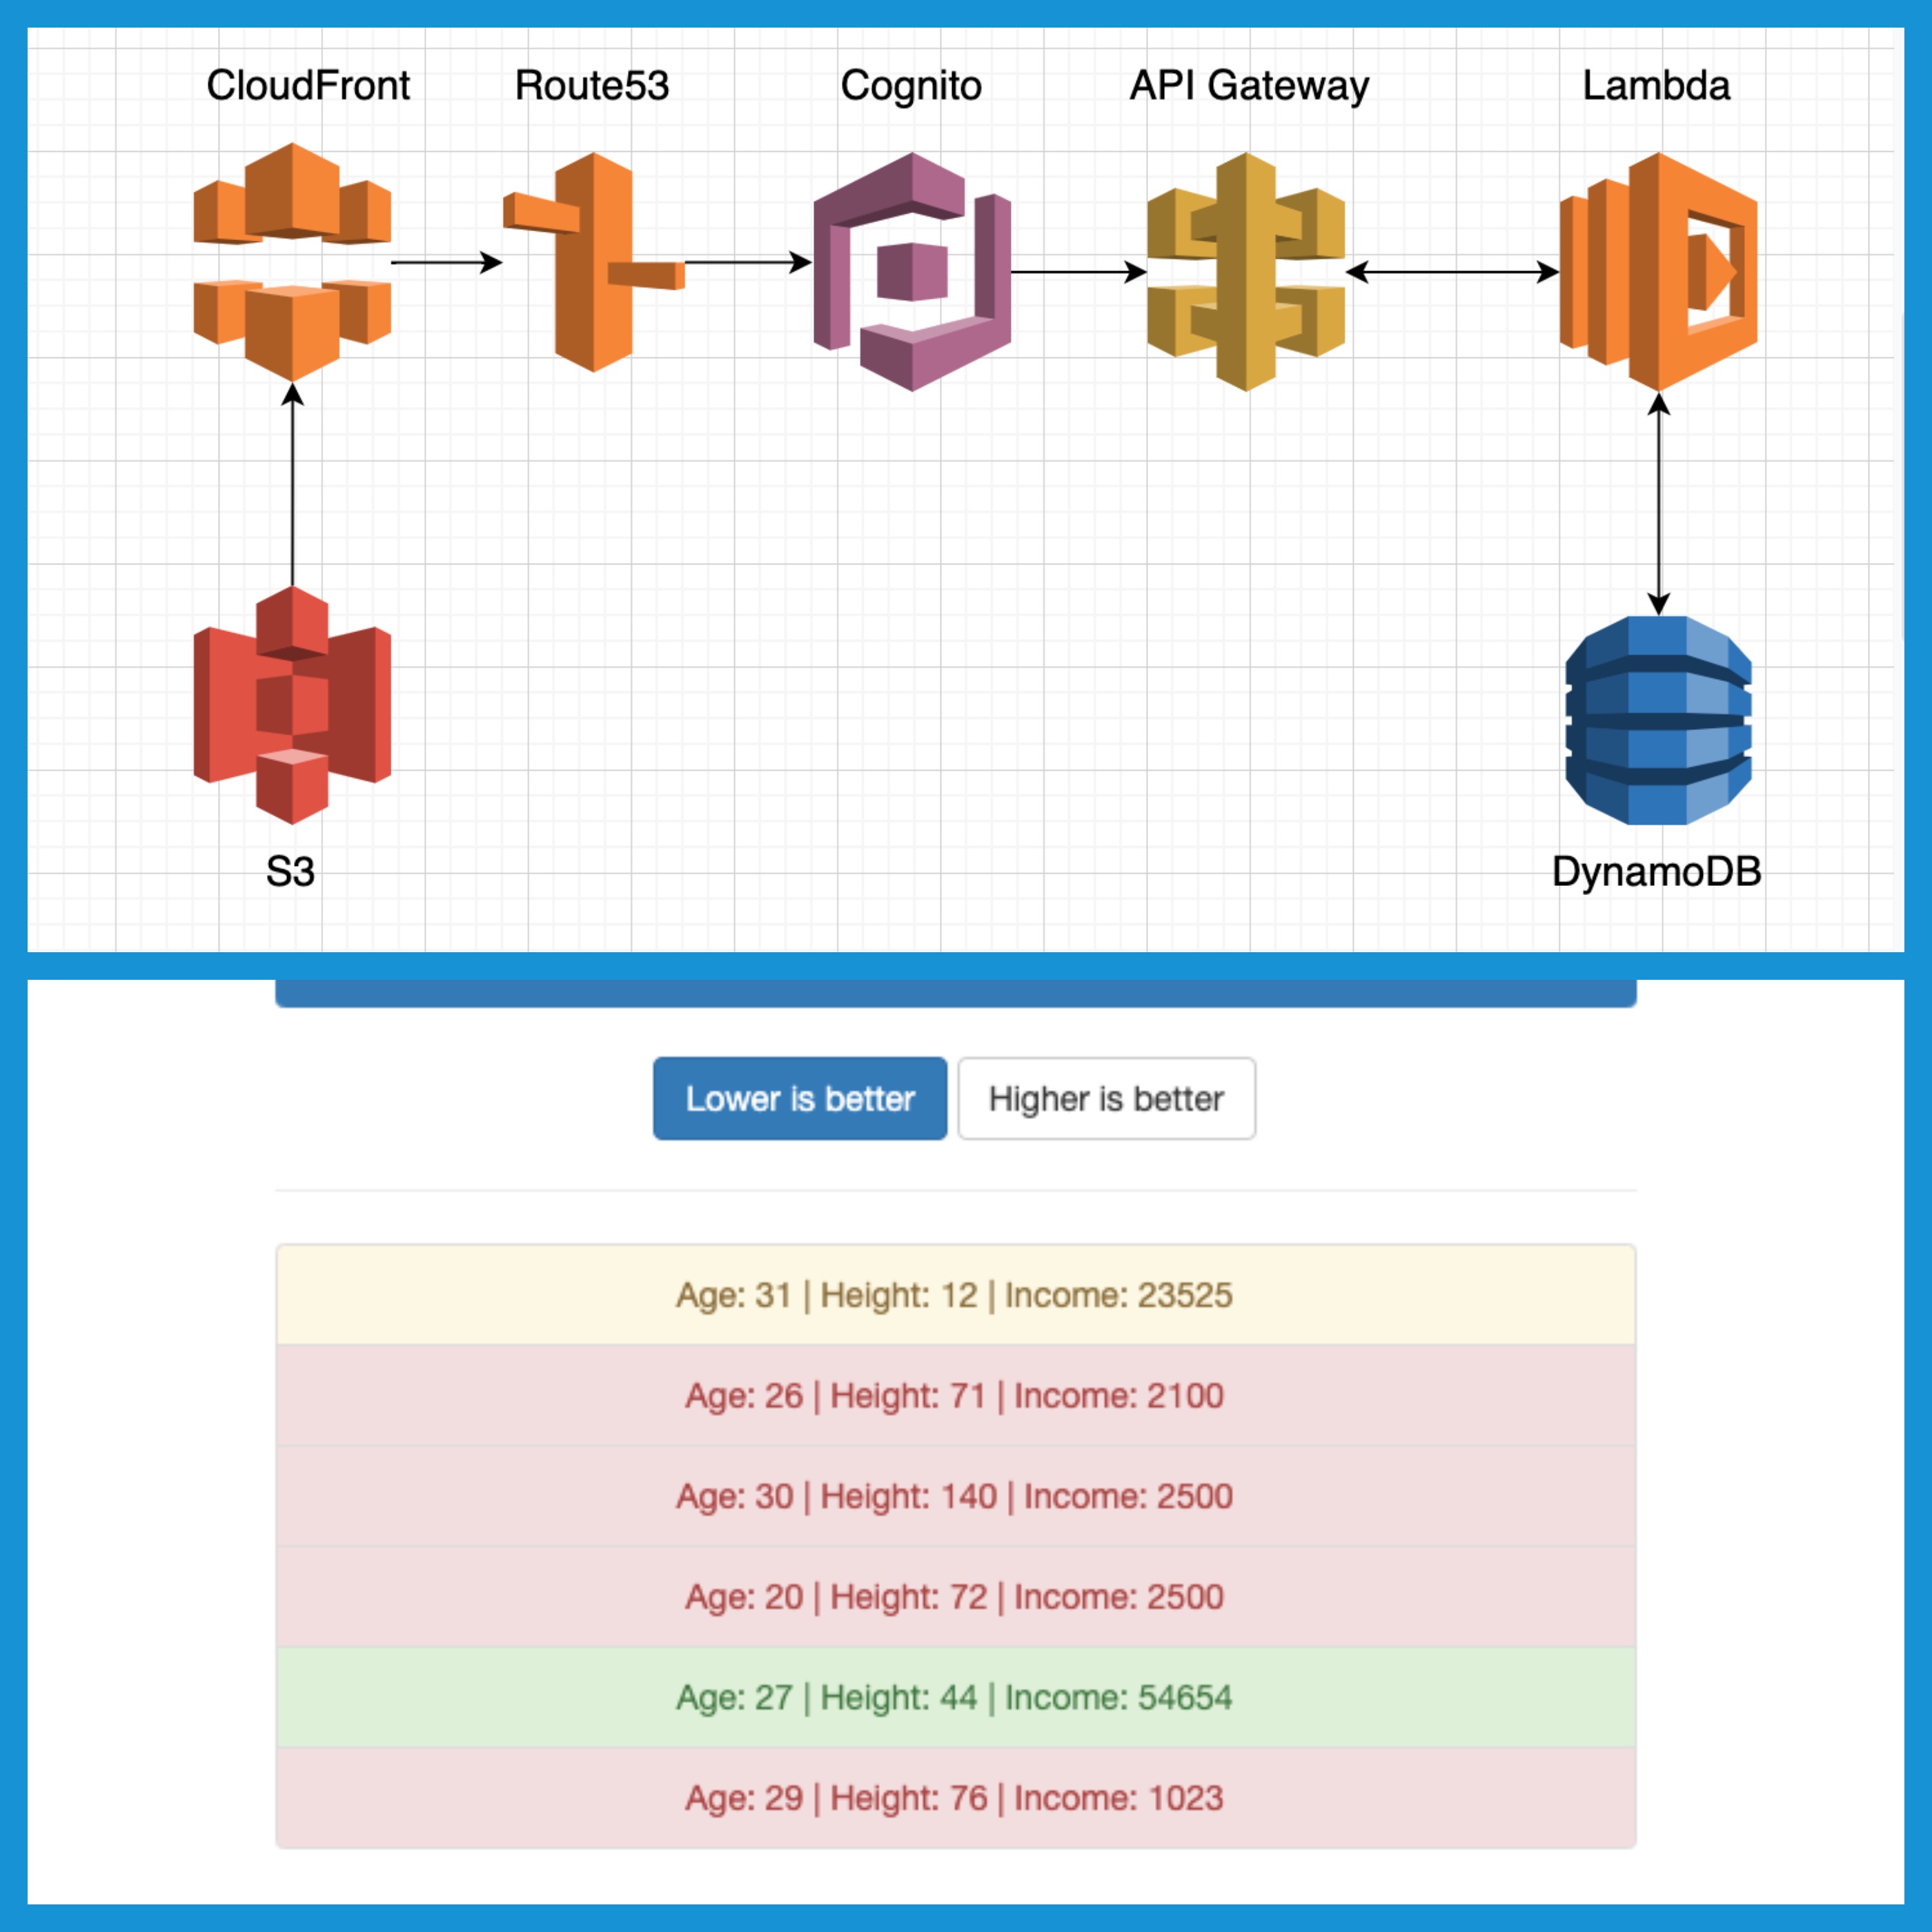 CloudFront Route53 Cognito API Gateway Lambda
S3 DynamoDB
Lower is better Higher is better
Age: 31 | Height: 12 | Income: 23525
Age: 26 | Height: 71 | Income: 2100
Age: 30 | Height: 140 | Income: 2500
Age: 20 | Height: 72 | Income: 2500
Age: 27 | Height: 44 | Income: 54654
Age: 29 | Height: 76 | Income: 1023